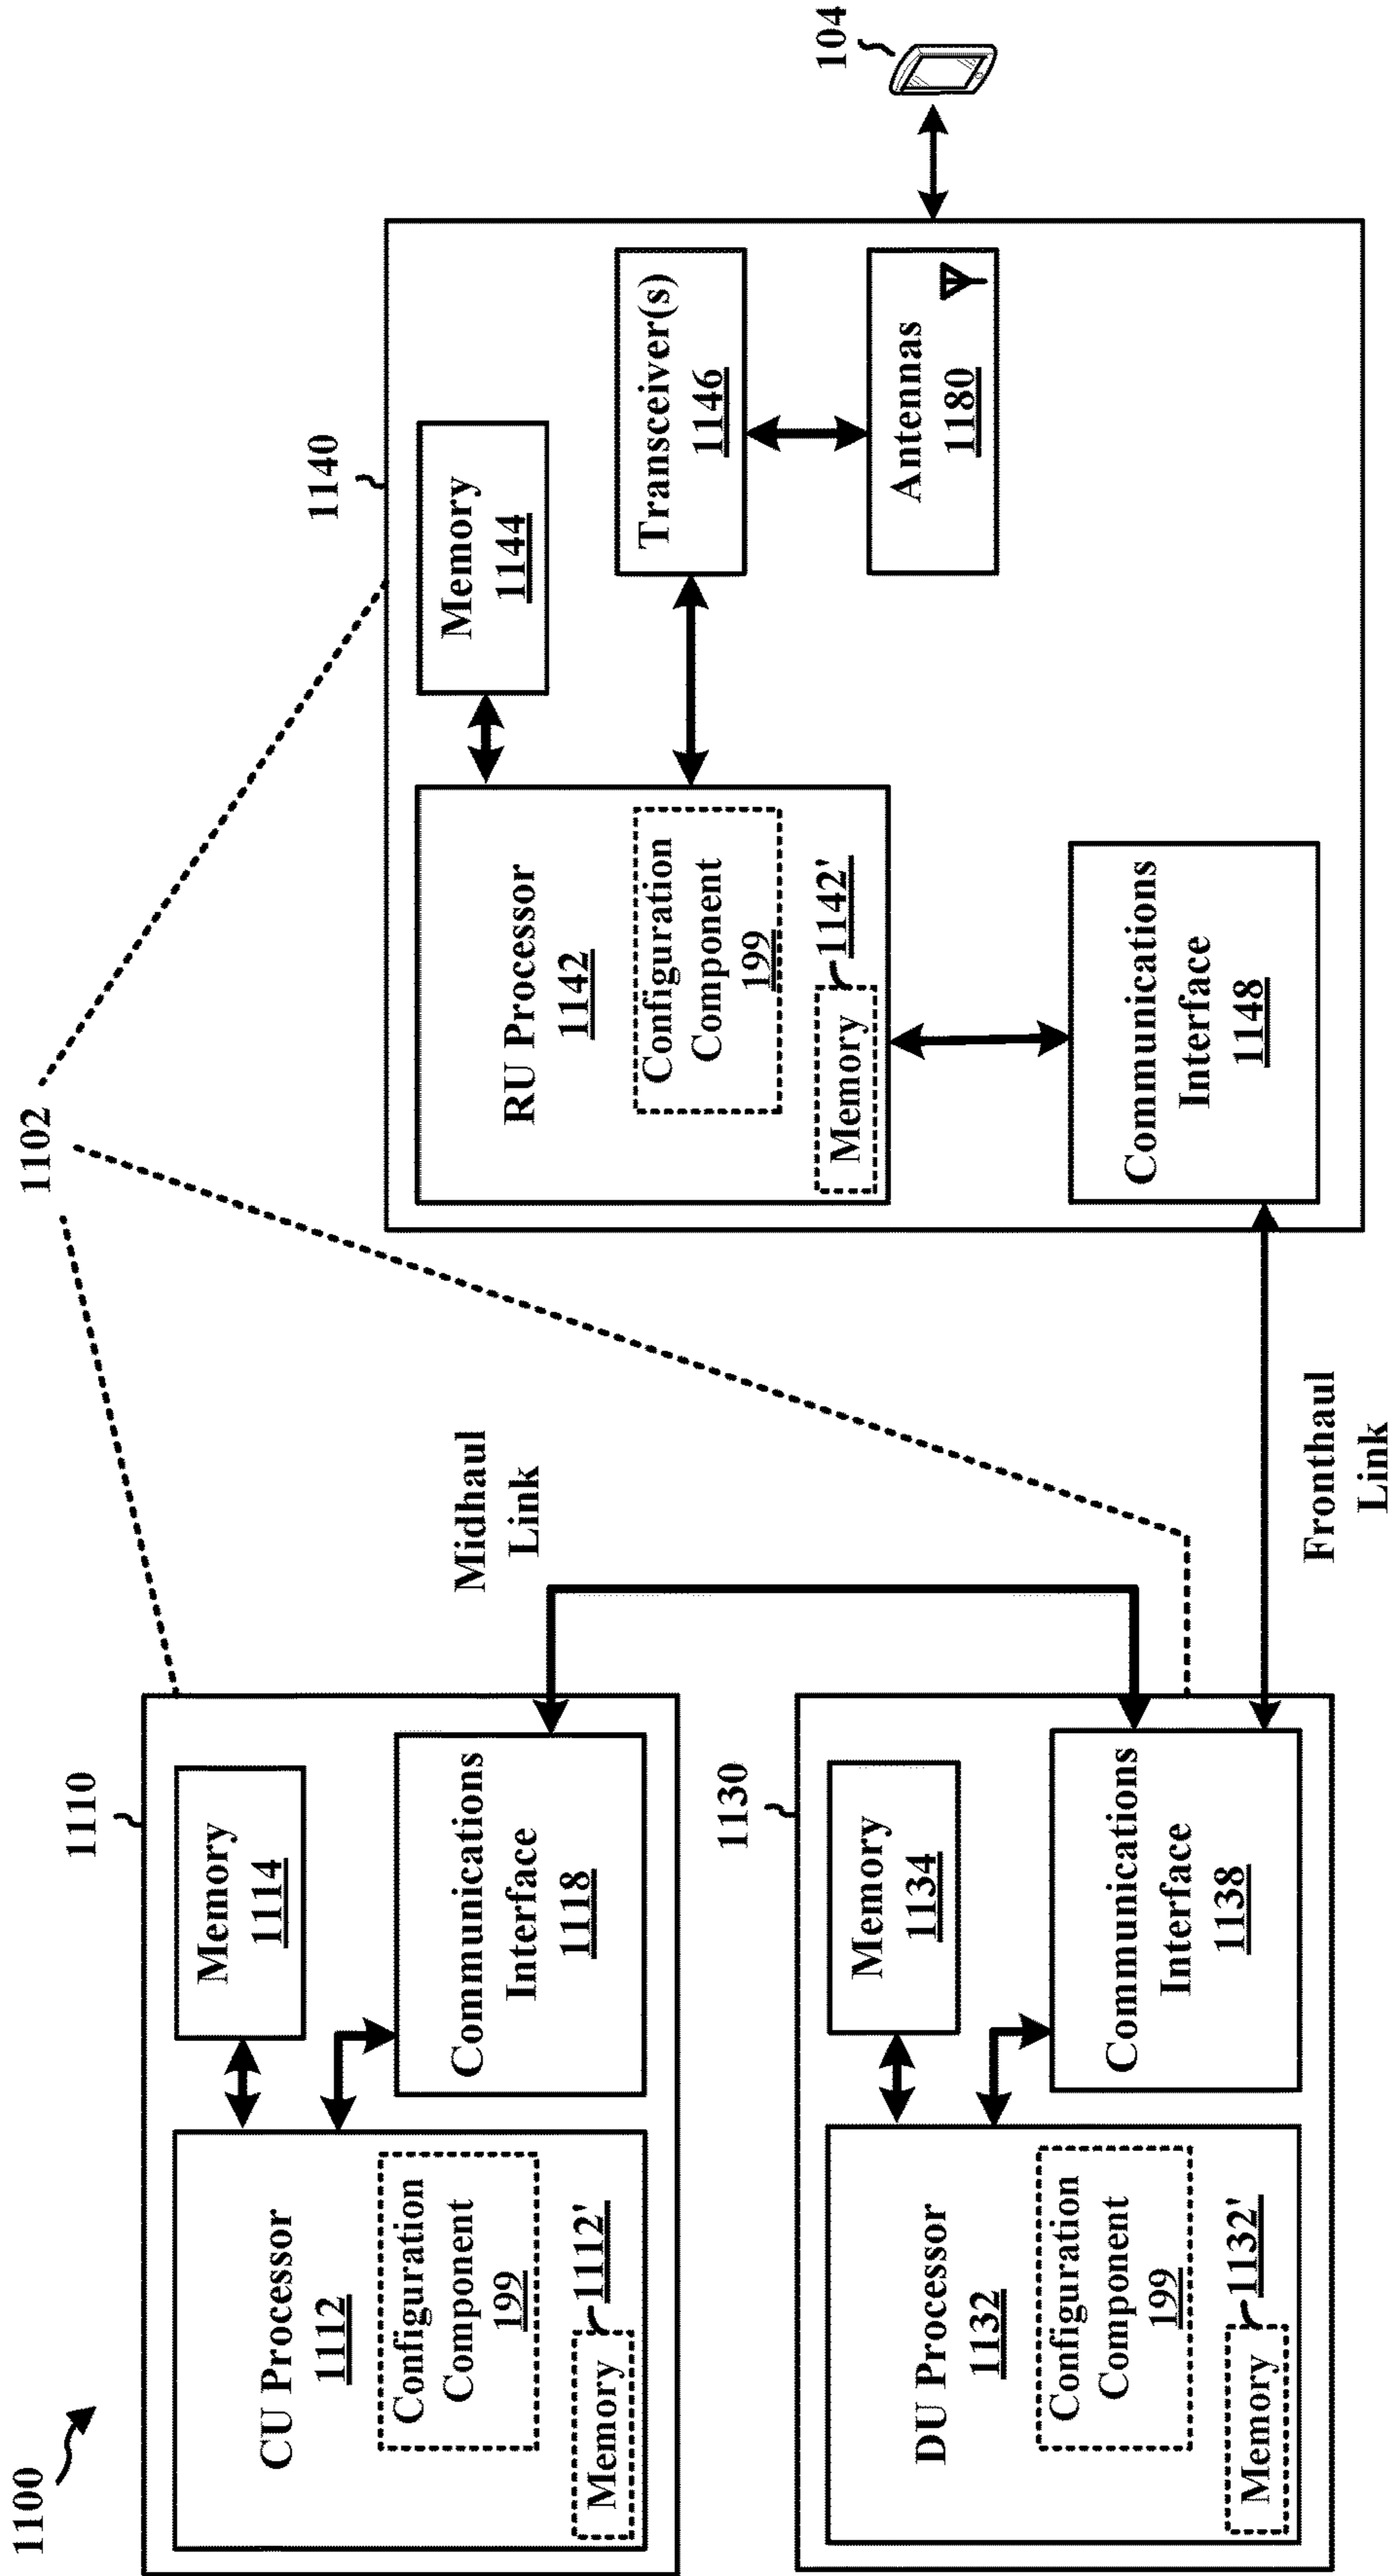 1100
1102
1110
CU Processor
1112
Configuration
Component
199
Memory
1112'
Memory
1114
Communications
Interface
1118
Midhaul
Link
1130
DU Processor
1132
Configuration
Component
199
Memory
1132'
Memory
1134
Communications
Interface
1138
Fronthaul
Link
1140
RU Processor
1142
Configuration
Component
199
Memory
1142'
Memory
1144
Transceiver(s)
1146
Antennas
1180
Communications
Interface
1148
104